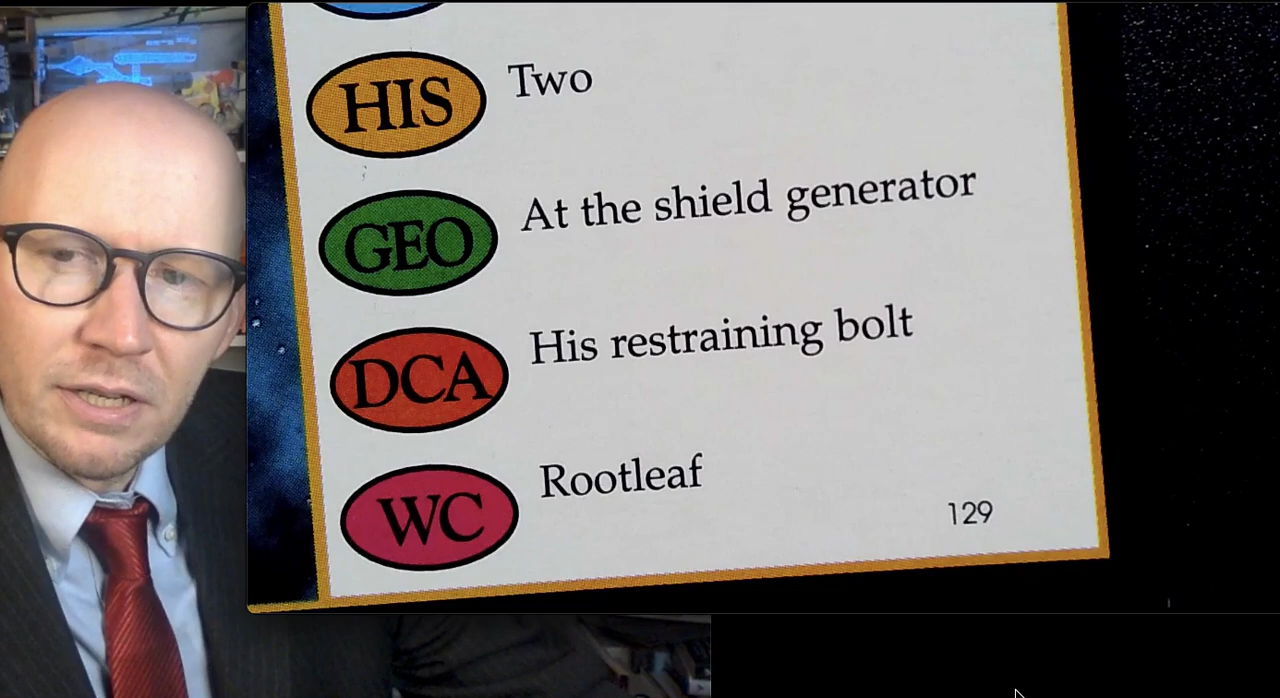 HIS Two
GEO At the shield generator
DCA His restraining bolt
WC Rootleaf
129